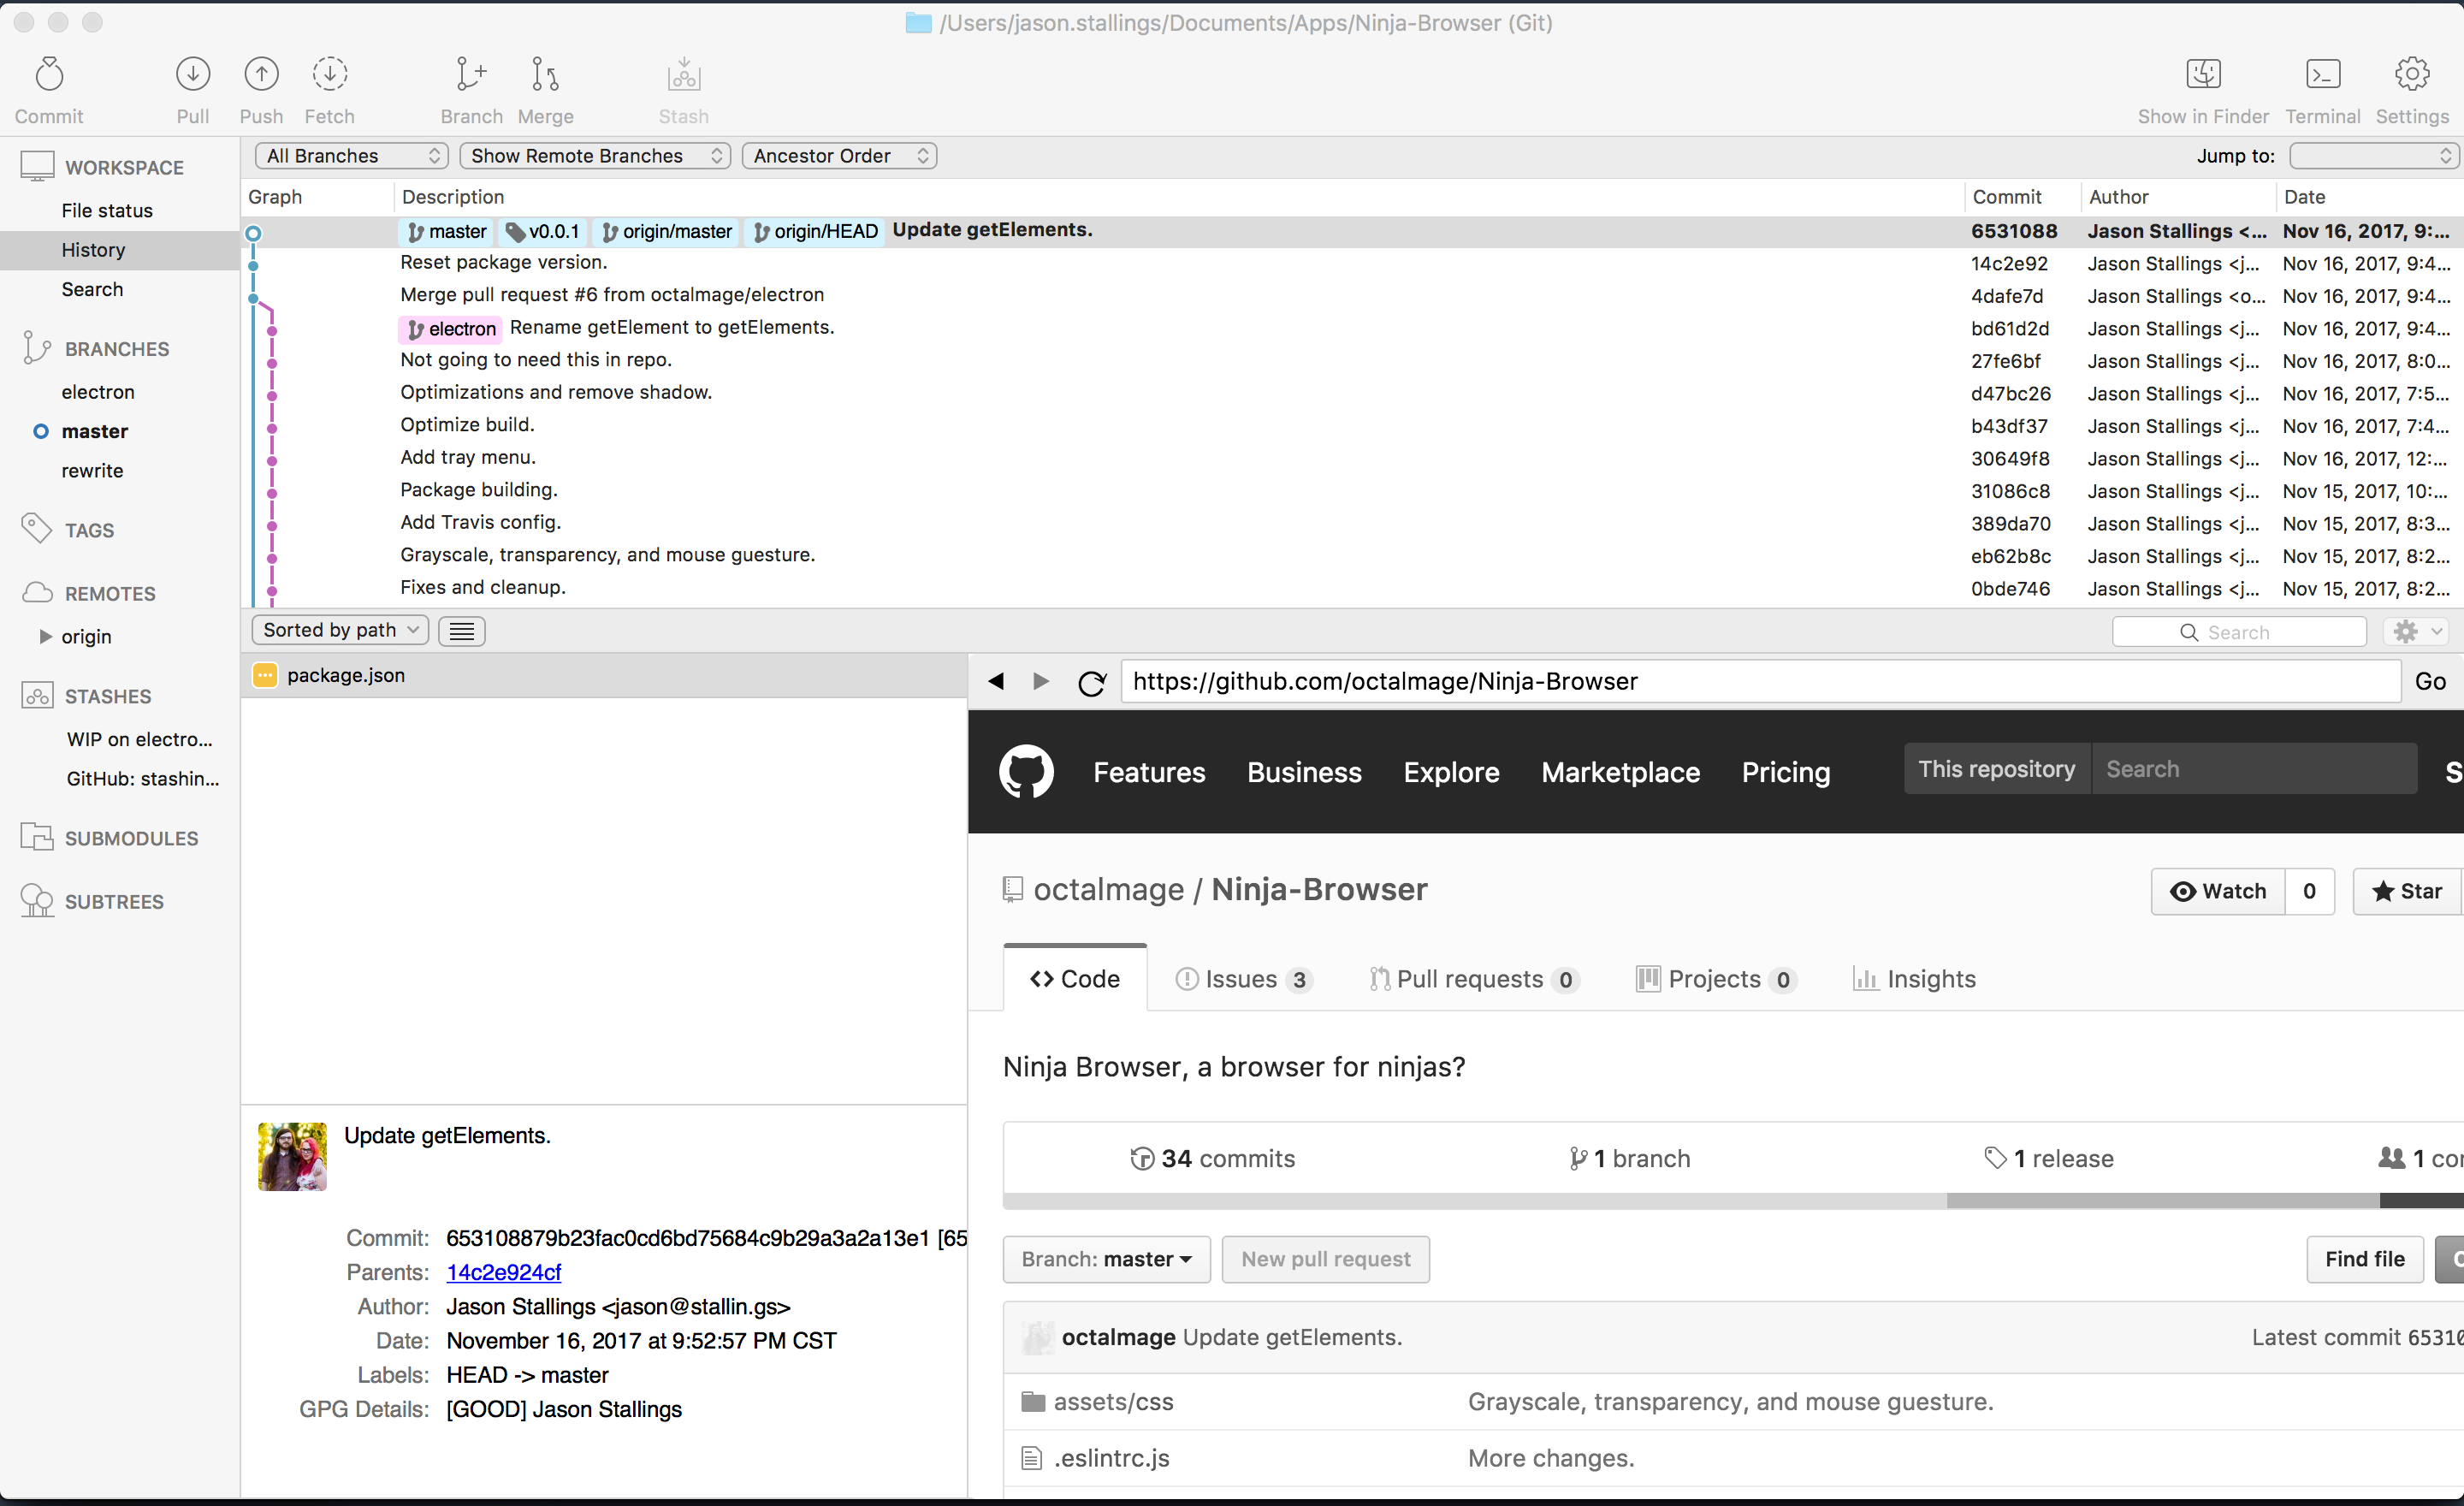 /Users/jason.stallings/Documents/Apps/Ninja-Browser (Git)
Commit Pull Push Fetch Branch Merge Stash Show in Finder Terminal Settings
WORKSPACE
File status
History
Search
BRANCHES
electron
master
rewrite
TAGS
REMOTES
origin
STASHES
WIP on electro...
GitHub: stashin...
SUBMODULES
SUBTREES
All Branches Show Remote Branches Ancestor Order Jump to:
Graph Description Commit Author Date
master v0.0.1 origin/master origin/HEAD Update getElements. 6531088 Jason Stallings <... Nov 16, 2017, 9:...
Reset package version. 14c2e92 Jason Stallings <j... Nov 16, 2017, 9:4...
Merge pull request #6 from octalmage/electron 4dafe7d Jason Stallings <o... Nov 16, 2017, 9:4...
electron Rename getElement to getElements. bd61d2d Jason Stallings <j... Nov 16, 2017, 9:4...
Not going to need this in repo. 27fe6bf Jason Stallings <j... Nov 16, 2017, 8:0...
Optimizations and remove shadow. d47bc26 Jason Stallings <j... Nov 16, 2017, 7:5...
Optimize build. b43df37 Jason Stallings <j... Nov 16, 2017, 7:4...
Add tray menu. 30649f8 Jason Stallings <j... Nov 16, 2017, 12:...
Package building. 31086c8 Jason Stallings <j... Nov 15, 2017, 10:...
Add Travis config. 389da70 Jason Stallings <j... Nov 15, 2017, 8:3...
Grayscale, transparency, and mouse guesture. eb62b8c Jason Stallings <j... Nov 15, 2017, 8:2...
Fixes and cleanup. 0bde746 Jason Stallings <j... Nov 15, 2017, 8:2...
Sorted by path Search
package.json
Update getElements.
Commit: 653108879b23fac0cd6bd75684c9b29a3a2a13e1 [65
Parents: 14c2e924cf
Author: Jason Stallings <jason@stallin.gs>
Date: November 16, 2017 at 9:52:57 PM CST
Labels: HEAD -> master
GPG Details: [GOOD] Jason Stallings
https://github.com/octalmage/Ninja-Browser Go
Features Business Explore Marketplace Pricing This repository Search S
octalmage / Ninja-Browser Watch 0 Star
Code Issues 3 Pull requests 0 Projects 0 Insights
Ninja Browser, a browser for ninjas?
34 commits 1 branch 1 release 1 con
Branch: master New pull request Find file
octalmage Update getElements. Latest commit 65310
assets/css Grayscale, transparency, and mouse guesture.
.eslintrc.js More changes.